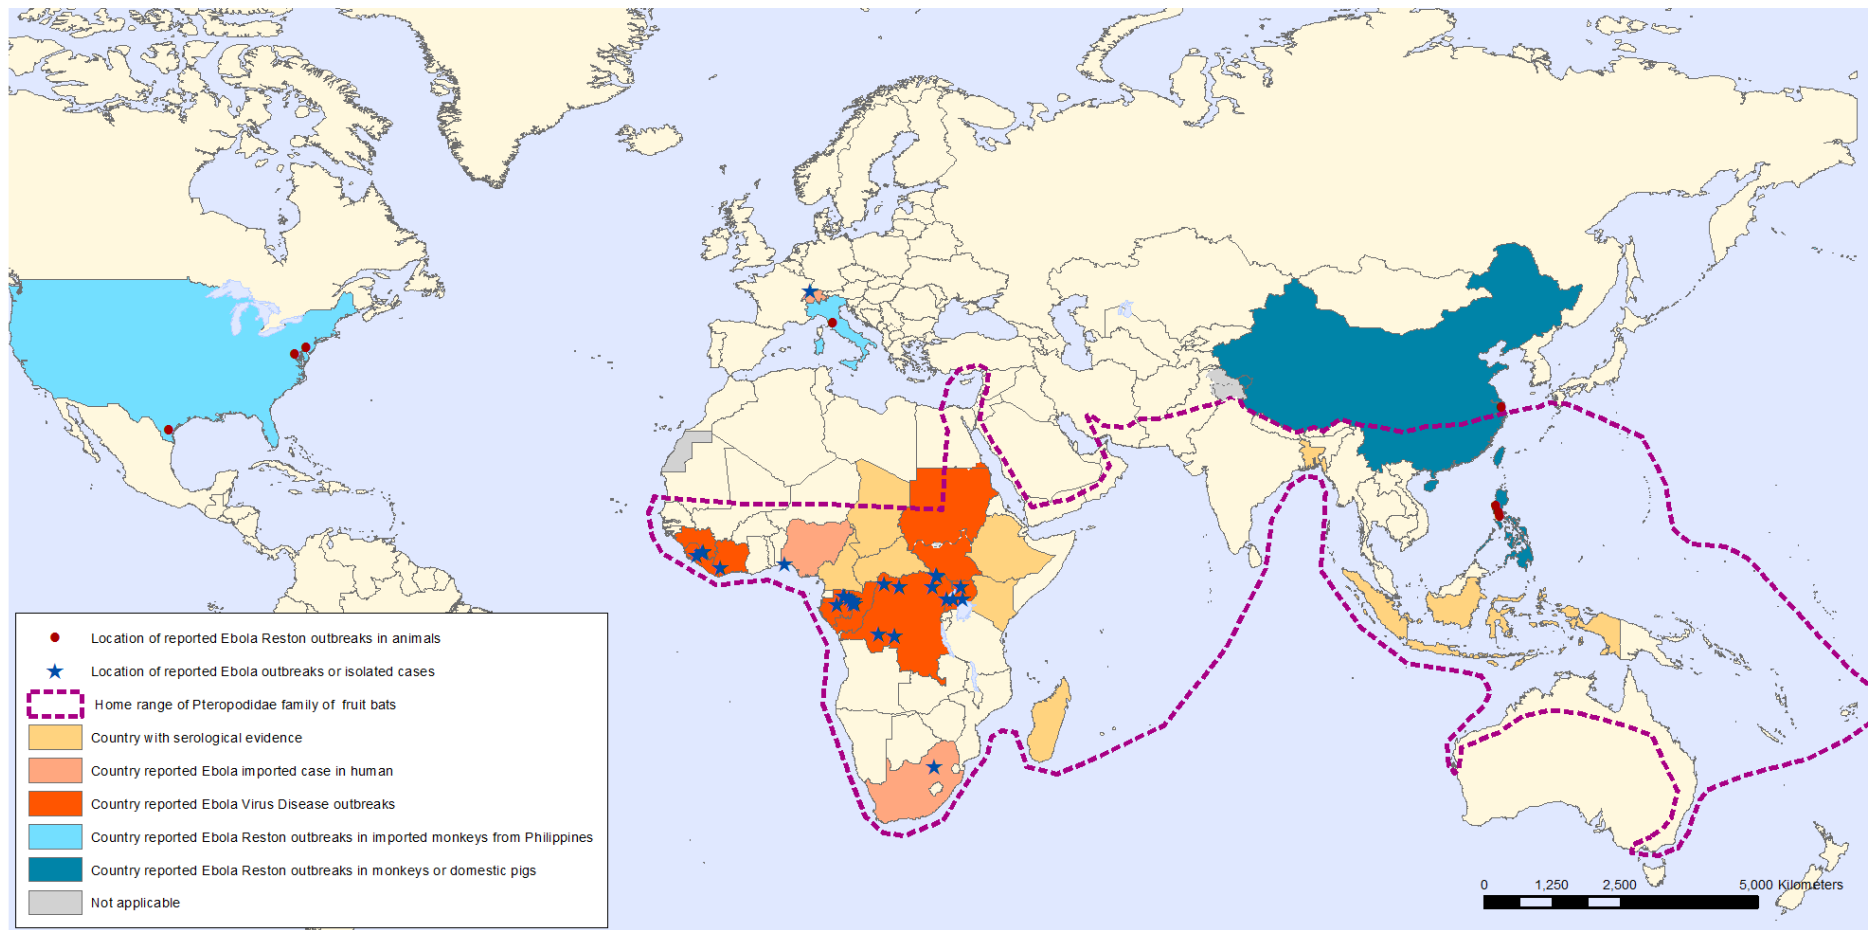 Location of reported Ebola Reston outbreaks in animals
Location of reported Ebola outbreaks or isolated cases
Home range of Pteropodidae family of fruit bats
Country with serological evidence
Country reported Ebola imported case in human
Country reported Ebola Virus Disease outbreaks
Country reported Ebola Reston outbreaks in imported monkeys from Philippines
Country reported Ebola Reston outbreaks in monkeys or domestic pigs
Not applicable
0 1,250 2,500 5,000 Kilometers